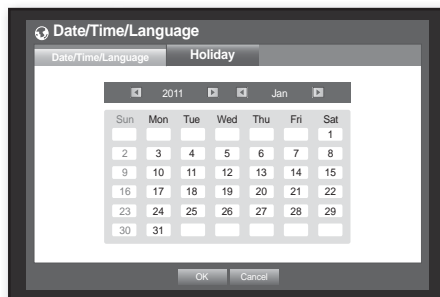 Date/Time/Language
Date/Time/Language Holiday
2011 Jan
Sun Mon Tue Wed Thu Fri Sat
1
2 3 4 5 6 7 8
9 10 11 12 13 14 15
16 17 18 19 20 21 22
23 24 25 26 27 28 29
30 31
OK Cancel